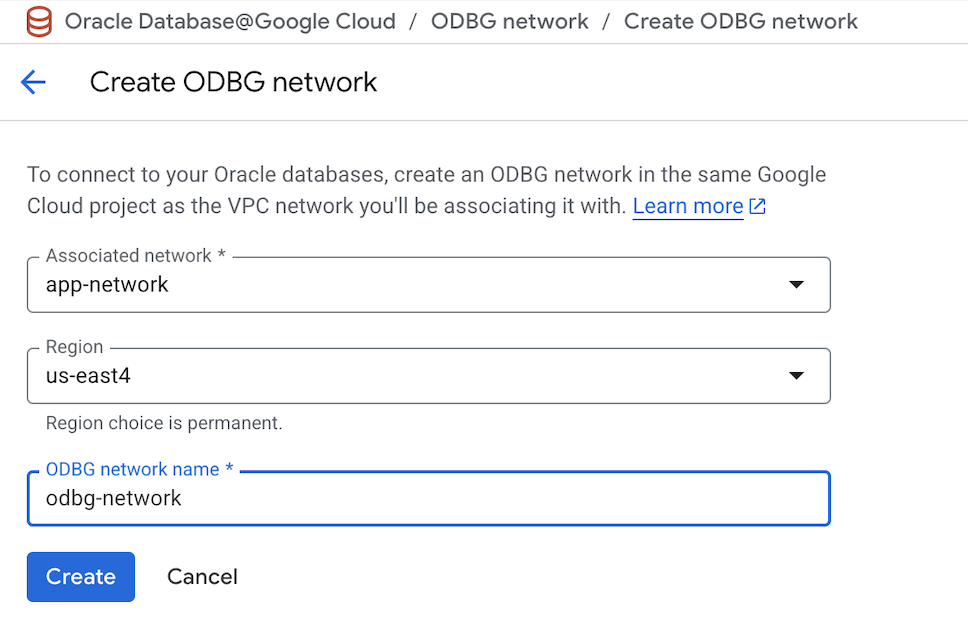 Oracle Database@Google Cloud / ODBG network / Create ODBG network
Create ODBG network
To connect to your Oracle databases, create an ODBG network in the same Google
Cloud project as the VPC network you'll be associating it with. Learn more
Associated network *
app-network
Region
us-east4
Region choice is permanent.
ODBG network name *
odbg-network
Create Cancel